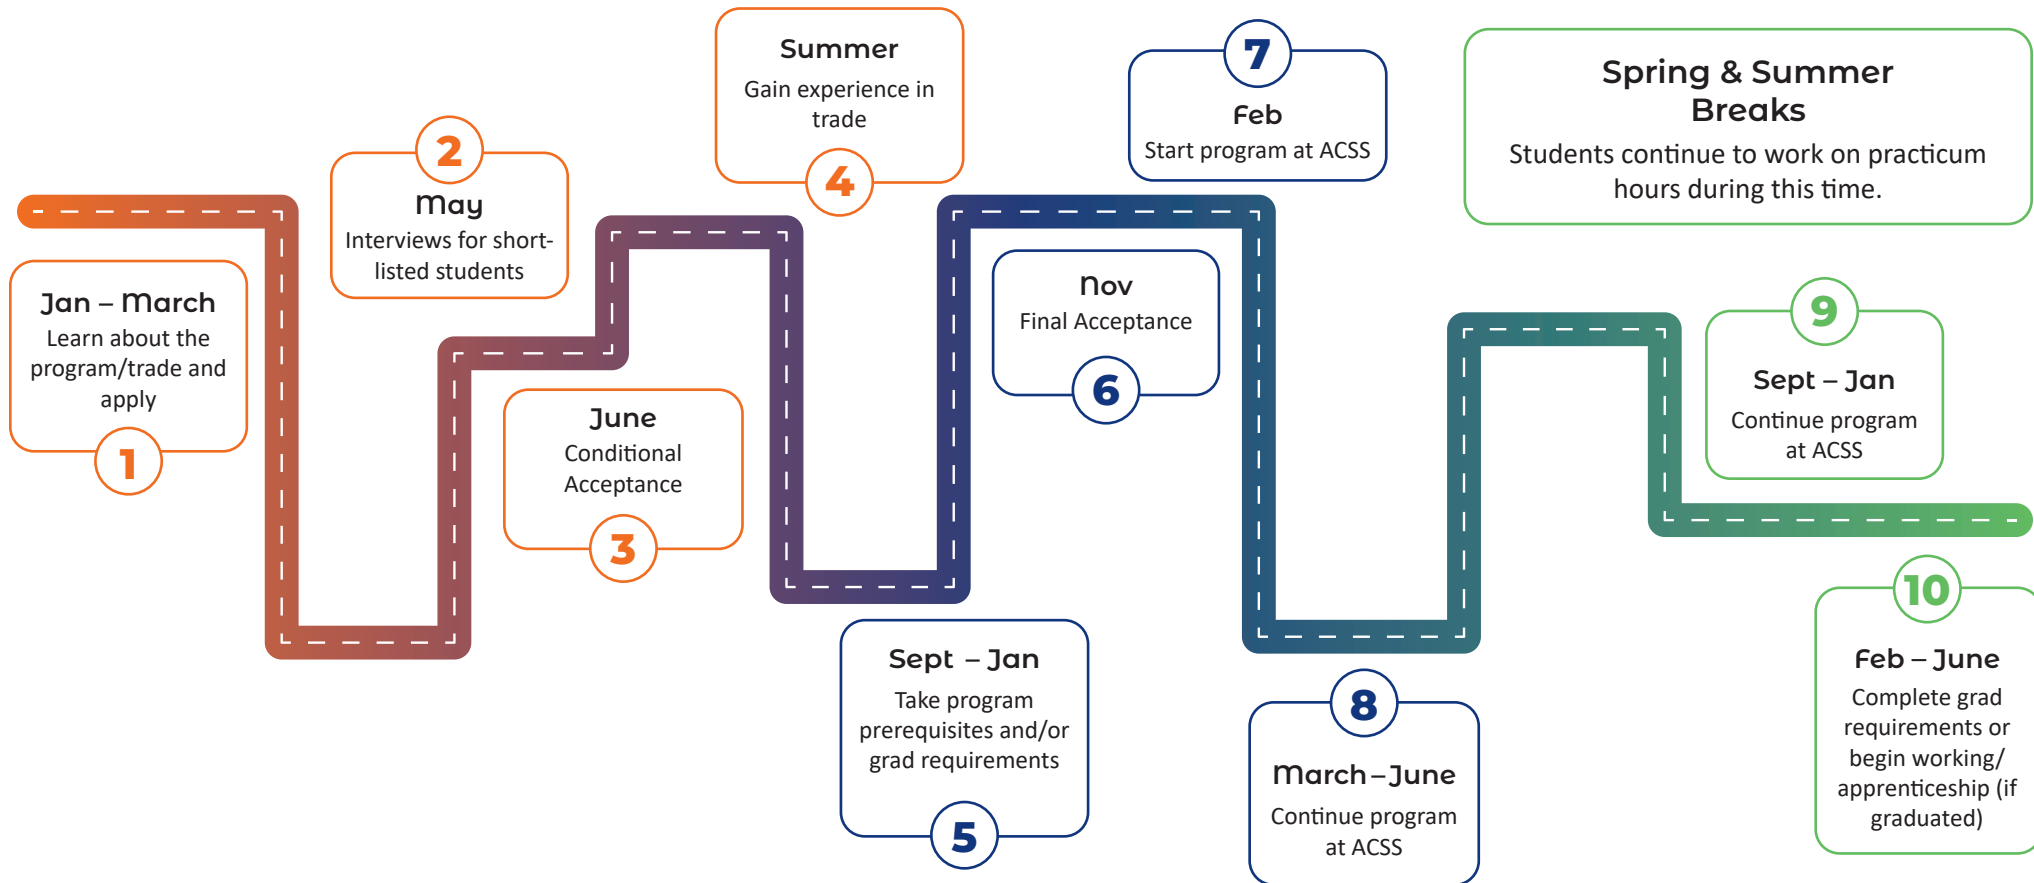 Jan – March
Learn about the
program/trade and
apply
1
2
May
Interviews for short-
listed students
June
Conditional
Acceptance
3
Summer
Gain experience in
trade
4
Sept – Jan
Take program
prerequisites and/or
grad requirements
5
Nov
Final Acceptance
6
7
Feb
Start program at ACSS
8
March – June
Continue program
at ACSS
Spring & Summer
Breaks
Students continue to work on practicum
hours during this time.
9
Sept – Jan
Continue program
at ACSS
10
Feb – June
Complete grad
requirements or
begin working/
apprenticeship (if
graduated)